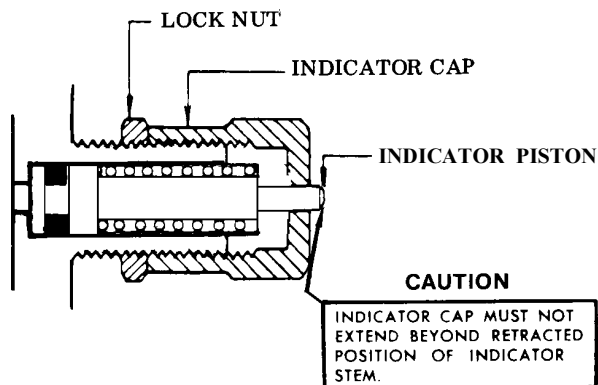 LOCK NUT
INDICATOR CAP
INDICATOR PISTON
CAUTION
INDICATOR CAP MUST NOT
EXTEND BEYOND RETRACTED
POSITION OF INDICATOR
STEM.